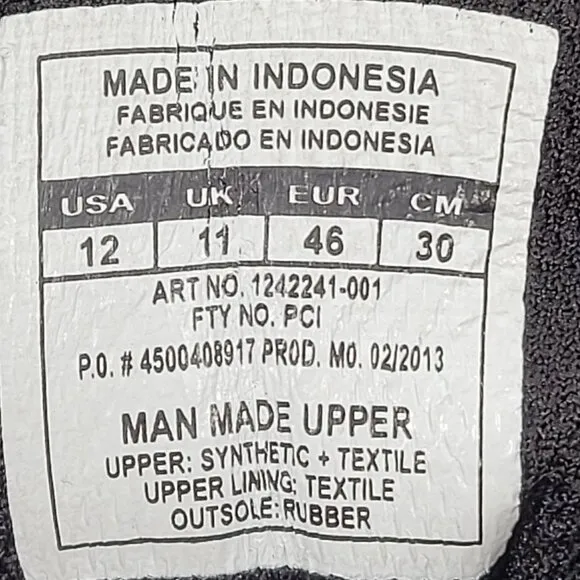 MADE IN INDONESIA
FABRIQUE EN INDONESIE
FABRICADO EN INDONESIA
USA UK EUR CM
12 11 46 30
ART NO. 1242241-001
FTY NO. PCI
P.O. # 4500408917 PROD. MO. 02/2013
MAN MADE UPPER
UPPER: SYNTHETIC + TEXTILE
UPPER LINING: TEXTILE
OUTSOLE: RUBBER